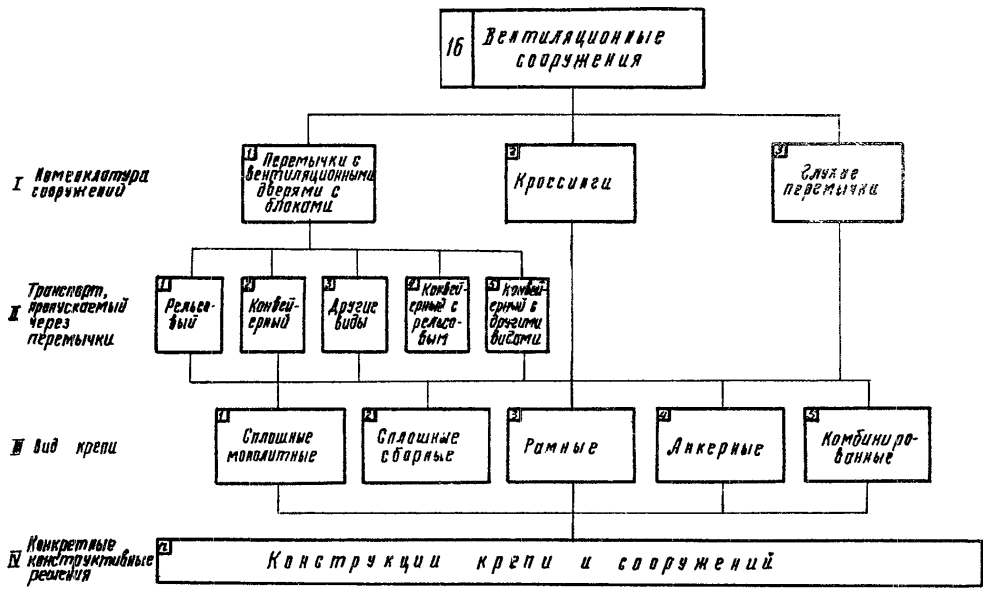 16
Вентиляционные
сооружения
I
Номенклатура
сооружений
1
Перемычки с
вентиляционными
дверями с
блоками
2
Кроссинги
3
Глухие
перемычки
II
Транспорт,
пропускаемый
через
перемычки
1
Рельсо-
вый
2
Конвей-
ерный
3
Другие
виды
4
Конвей-
ерный с
рельсо-
вым
5
Конвей-
ерный с
другими
видами
III
Вид крепи
1
Сплошные
монолитные
2
Сплошные
сборные
3
Рамные
4
Анкерные
5
Комбиниро-
ванные
IV
Конкретные
конструктивные
решения
n
Конструкции крепи и сооружений